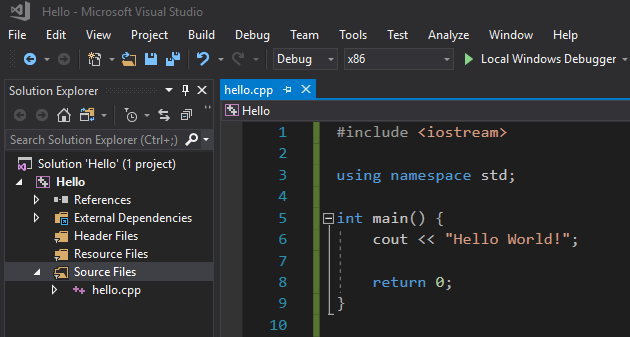 Hello - Microsoft Visual Studio
File Edit View Project Build Debug Team Tools Test Analyze Window Help
Debug x86 Local Windows Debugger
Solution Explorer
Search Solution Explorer (Ctrl+;)
Solution 'Hello' (1 project)
Hello
References
External Dependencies
Header Files
Resource Files
Source Files
hello.cpp
hello.cpp
Hello
1 #include <iostream>
2
3 using namespace std;
4
5 int main() {
6 cout << "Hello World!";
7
8 return 0;
9 }
10